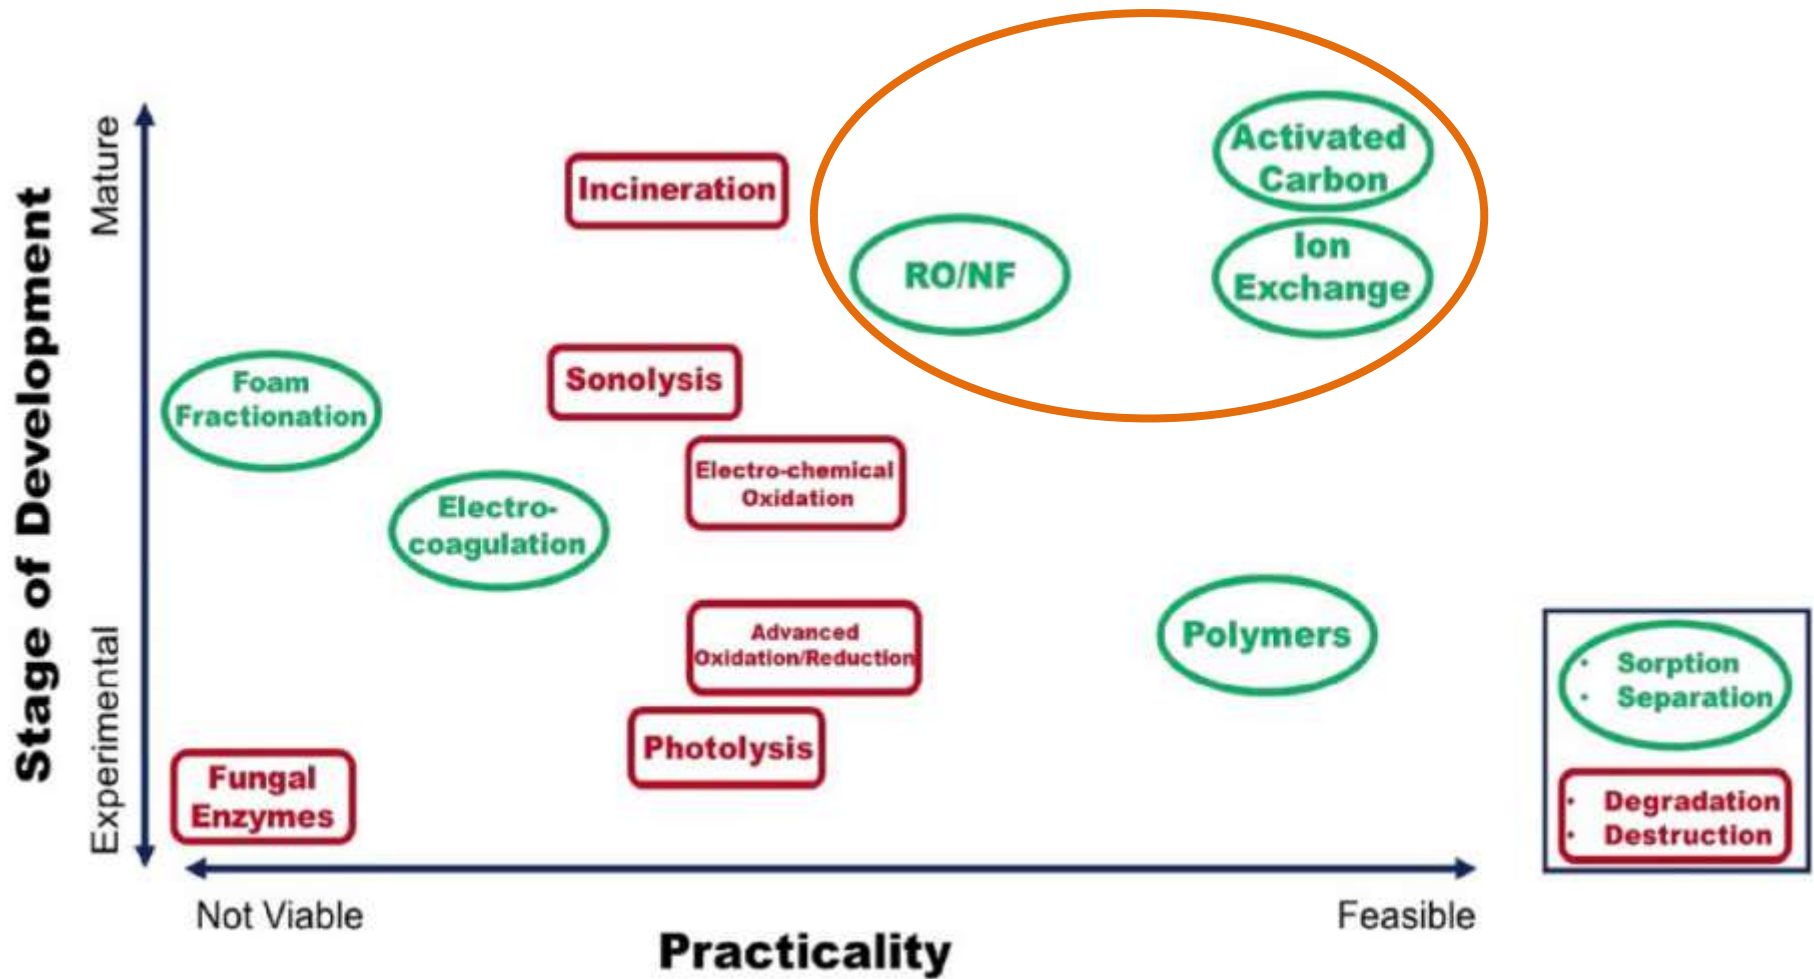 Stage of Development
Mature
Experimental
Incineration
Activated
Carbon
RO/NF
Ion
Exchange
Foam
Fractionation
Sonolysis
Electro-chemical
Oxidation
Electro-
coagulation
Advanced
Oxidation/Reduction
Polymers
Photolysis
Fungal
Enzymes
• Sorption
• Separation
• Degradation
• Destruction
Not Viable
Feasible
Practicality